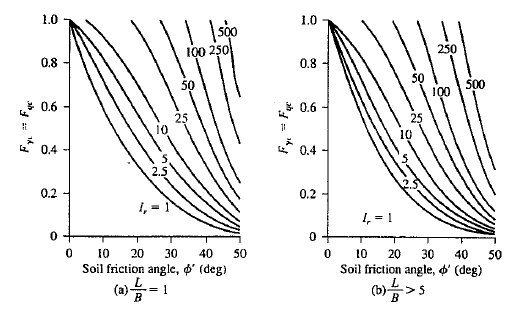 1.0
0.8
0.6
0.4
0.2
0
F_γc = F_qc
500
100
250
50
25
10
5
2.5
I_r = 1
0 10 20 30 40 50
Soil friction angle, ϕ′ (deg)
(a) L/B = 1
1.0
0.8
0.6
0.4
0.2
0
F_γc = F_qc
250
500
50
100
25
10
5
2.5
I_r = 1
0 10 20 30 40 50
Soil friction angle, ϕ′ (deg)
(b) L/B > 5